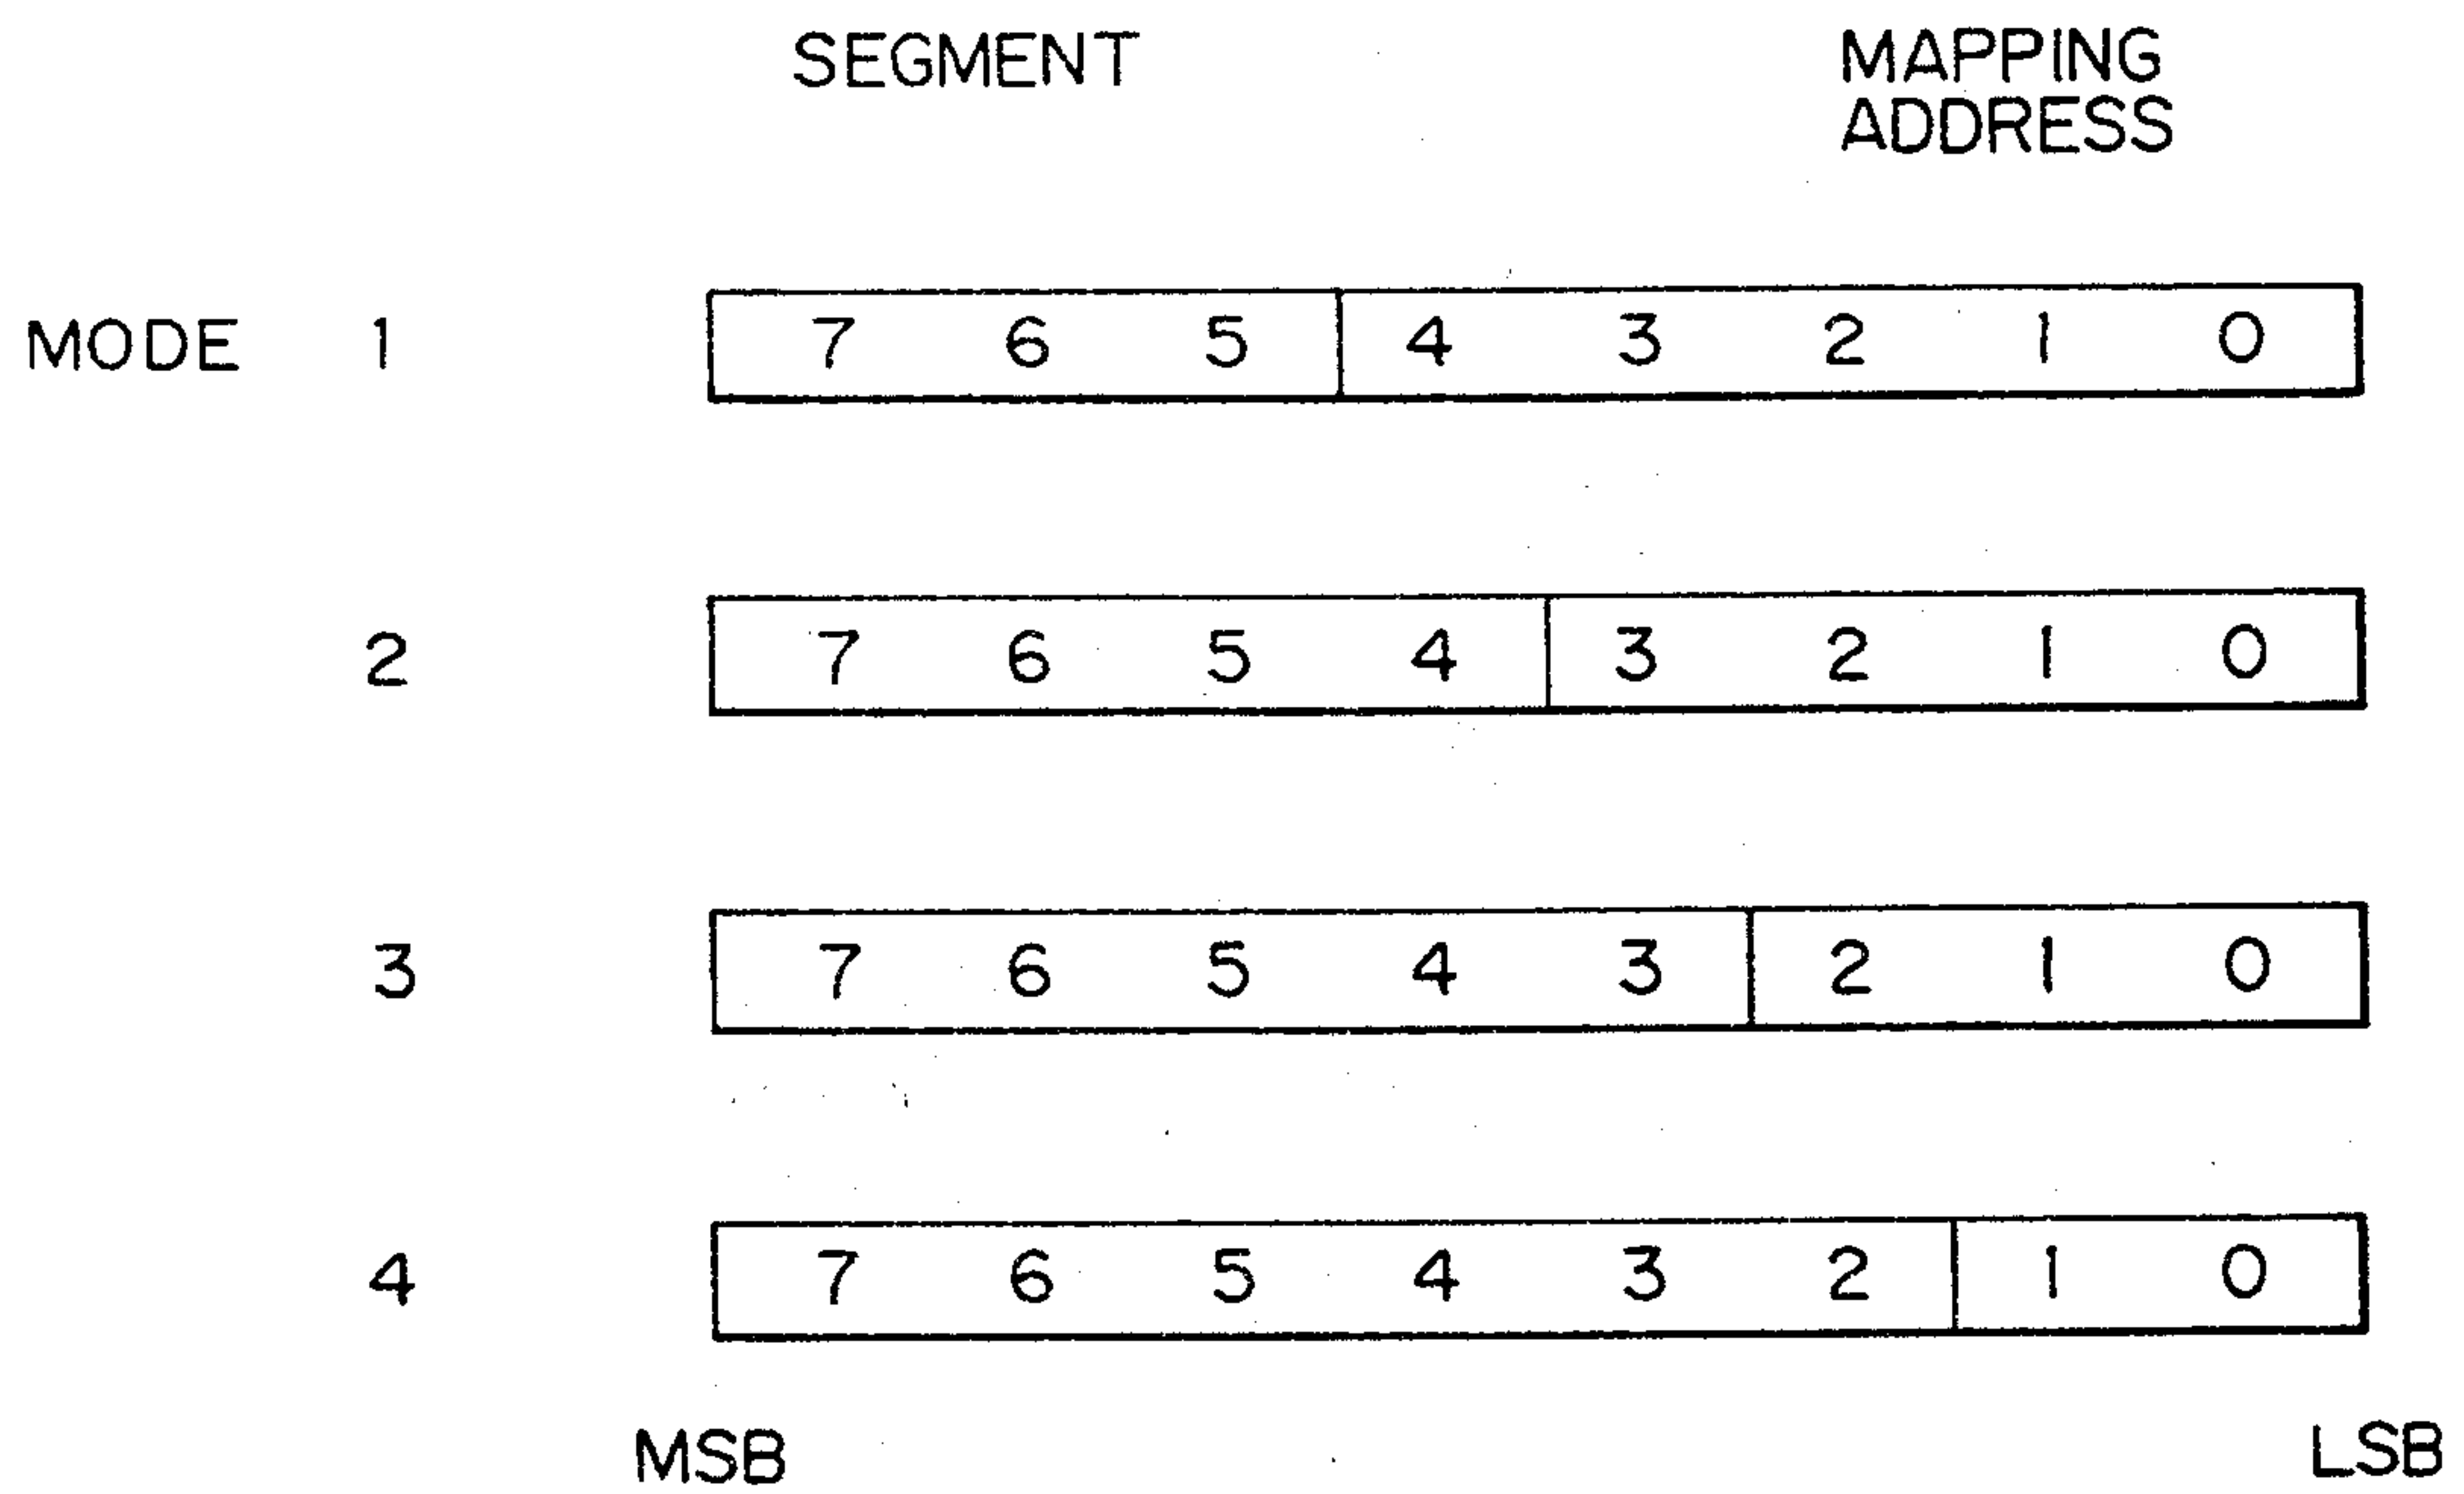 SEGMENT MAPPING
ADDRESS
MODE 1 7 6 5 4 3 2 1 0
2 7 6 5 4 3 2 1 0
3 7 6 5 4 3 2 1 0
4 7 6 5 4 3 2 1 0
MSB LSB